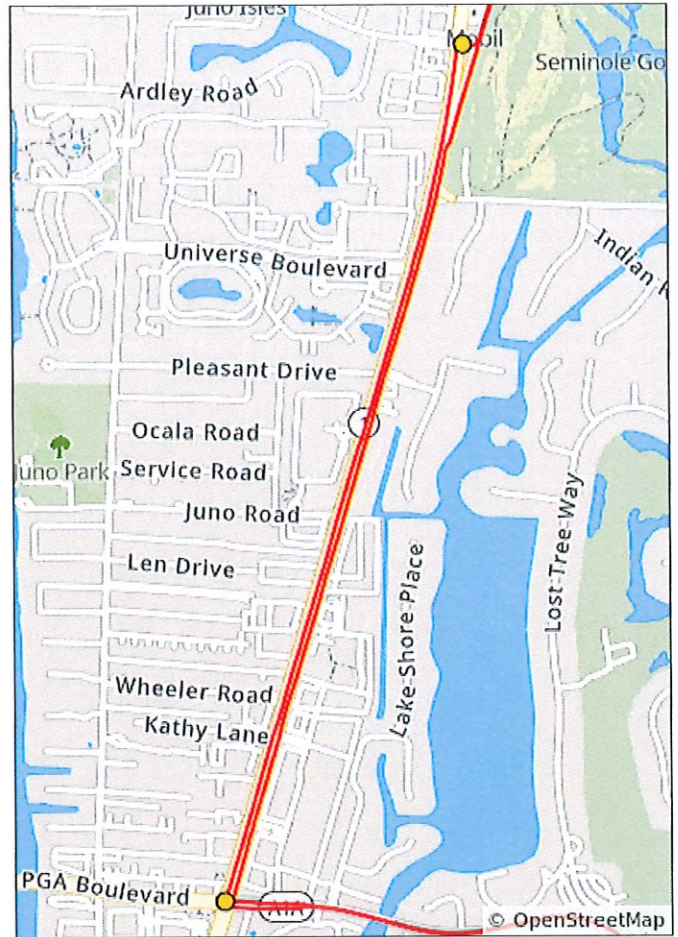 Juno Isles
Mobil
Seminole Go
Ardley Road
Universe Boulevard
Indian R
Pleasant Drive
Ocala Road
Juno Park
Service Road
Juno Road
Len Drive
Lake Shore Place
Lost Tree Way
Wheeler Road
Kathy Lane
PGA Boulevard
© OpenStreetMap